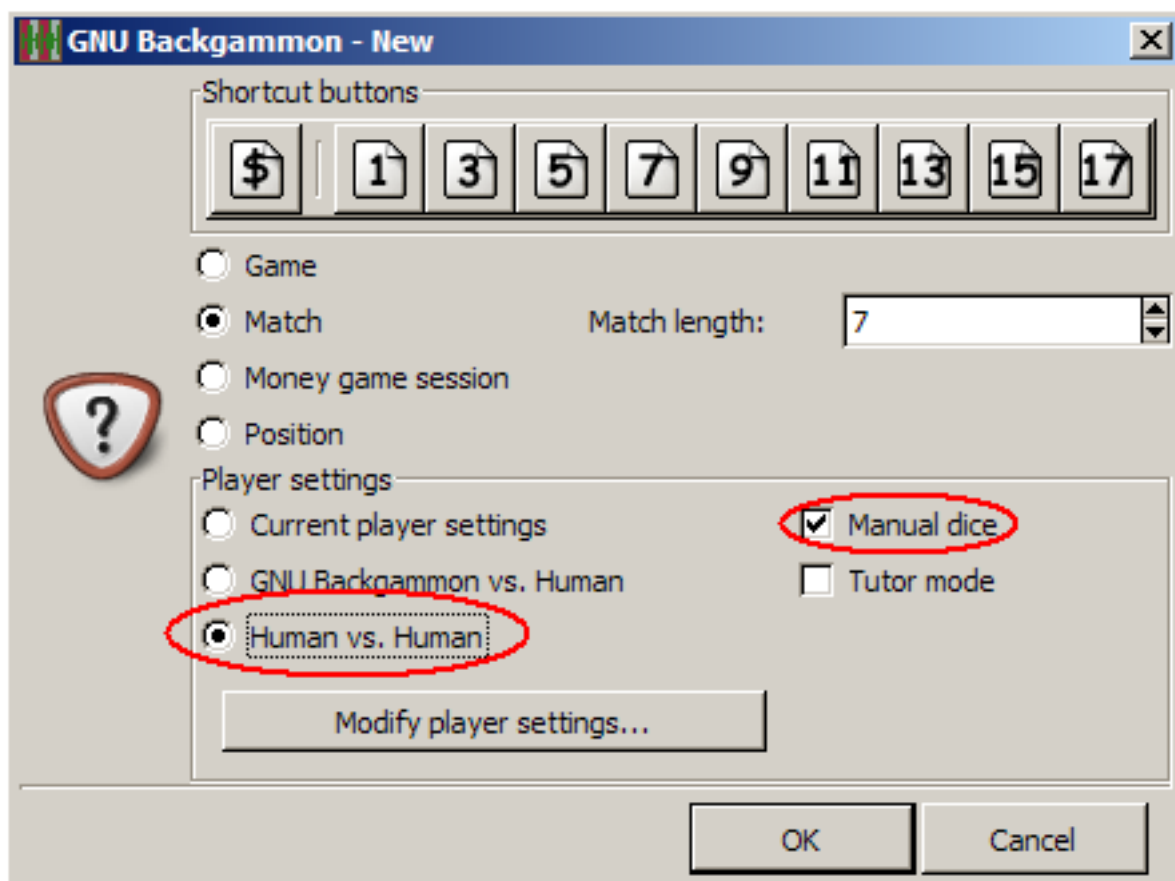 GNU Backgammon - New
Shortcut buttons
$ 1 3 5 7 9 11 13 15 17
Game
Match Match length: 7
Money game session
Position
Player settings
Current player settings Manual dice
GNU Backgammon vs. Human Tutor mode
Human vs. Human
Modify player settings...
OK Cancel